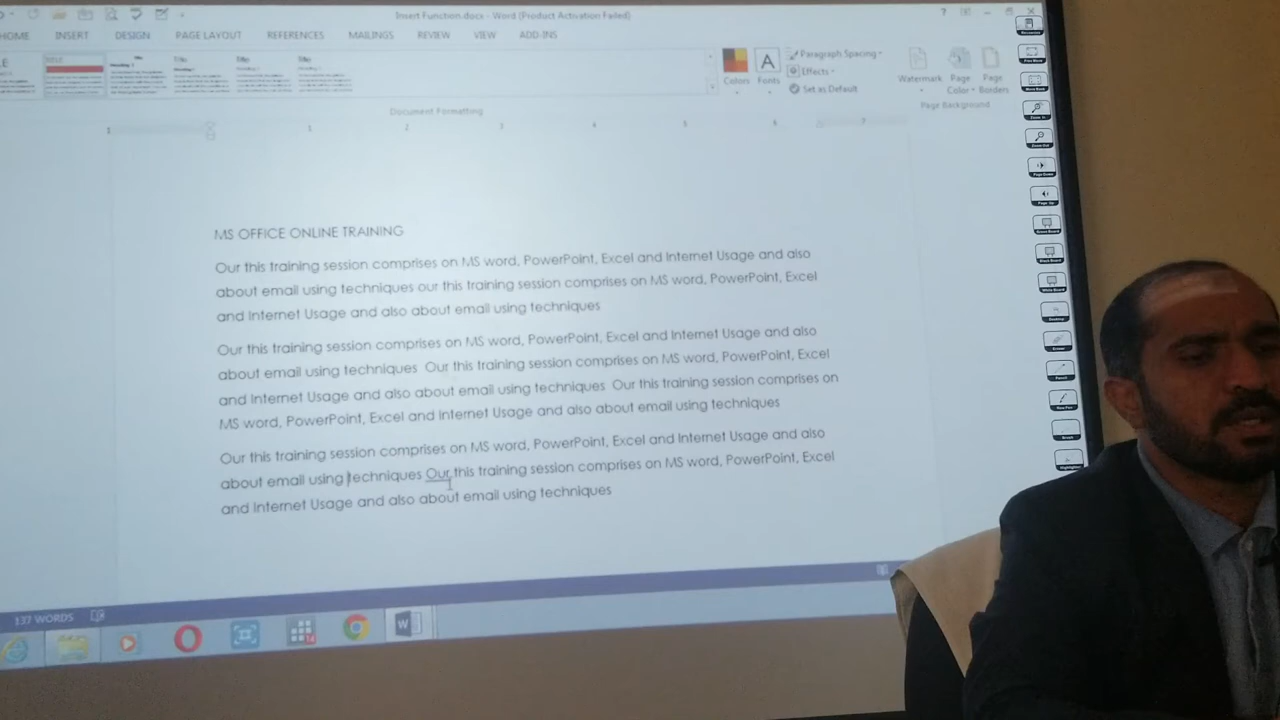 Insert Function.docx - Word (Product Activation Failed)
HOME INSERT DESIGN PAGE LAYOUT REFERENCES MAILINGS REVIEW VIEW ADD-INS
Colors Fonts Paragraph Spacing Effects Set as Default Watermark Page Color Page Borders
Document Formatting Page Background
MS OFFICE ONLINE TRAINING
Our this training session comprises on MS word, PowerPoint, Excel and Internet Usage and also
about email using techniques our this training session comprises on MS word, PowerPoint, Excel
and Internet Usage and also about email using techniques
Our this training session comprises on MS word, PowerPoint, Excel and Internet Usage and also
about email using techniques Our this training session comprises on MS word, PowerPoint, Excel
and Internet Usage and also about email using techniques Our this training session comprises on
MS word, PowerPoint, Excel and Internet Usage and also about email using techniques
Our this training session comprises on MS word, PowerPoint, Excel and Internet Usage and also
about email using techniques Our this training session comprises on MS word, PowerPoint, Excel
and Internet Usage and also about email using techniques
137 WORDS